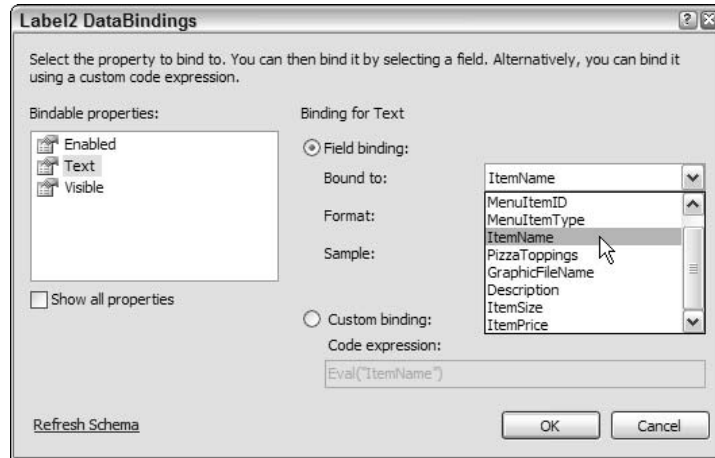 Label2 DataBindings
Select the property to bind to. You can then bind it by selecting a field. Alternatively, you can bind it
using a custom code expression.
Bindable properties:
Enabled
Text
Visible
Show all properties
Binding for Text
Field binding:
Bound to:
ItemName
Format:
Sample:
MenuItemID
MenuItemType
ItemName
PizzaToppings
GraphicFileName
Description
ItemSize
ItemPrice
Custom binding:
Code expression:
Eval("ItemName")
Refresh Schema
OK
Cancel